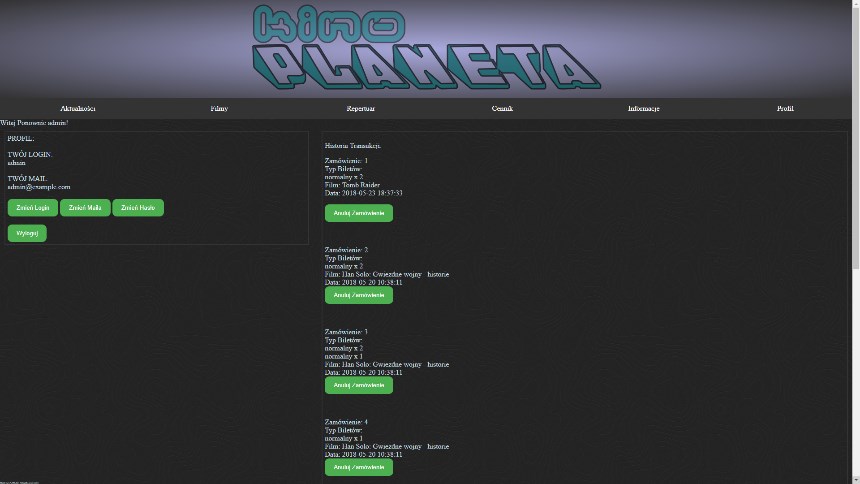 KINO
PLANETA
Aktualności Filmy Repertuar Cennik Informacje Profil
Witaj Ponownie admin!
PROFIL:
TWÓJ LOGIN:
admin
TWÓJ MAIL:
admin@example.com
Zmień Login Zmień Maila Zmień Hasło
Wyloguj
Historia Transakcji:
Zamówienie: 1
Typ Biletów:
normalny x 2
Film: Tomb Raider
Data: 2018-05-23 18:37:33
Anuluj Zamówienie
Zamówienie: 2
Typ Biletów:
normalny x 2
Film: Han Solo: Gwiezdne wojny - historie
Data: 2018-05-20 10:38:11
Anuluj Zamówienie
Zamówienie: 3
Typ Biletów:
normalny x 2
normalny x 1
Film: Han Solo: Gwiezdne wojny - historie
Data: 2018-05-20 10:38:11
Anuluj Zamówienie
Zamówienie: 4
Typ Biletów:
normalny x 1
Film: Han Solo: Gwiezdne wojny - historie
Data: 2018-05-20 10:38:11
Anuluj Zamówienie